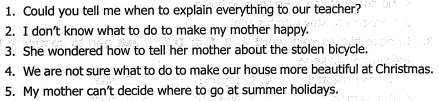 1. Could you tell me when to explain everything to our teacher?
2. I don't know what to do to make my mother happy.
3. She wondered how to tell her mother about the stolen bicycle.
4. We are not sure what to do to make our house more beautiful at Christmas.
5. My mother can't decide where to go at summer holidays.